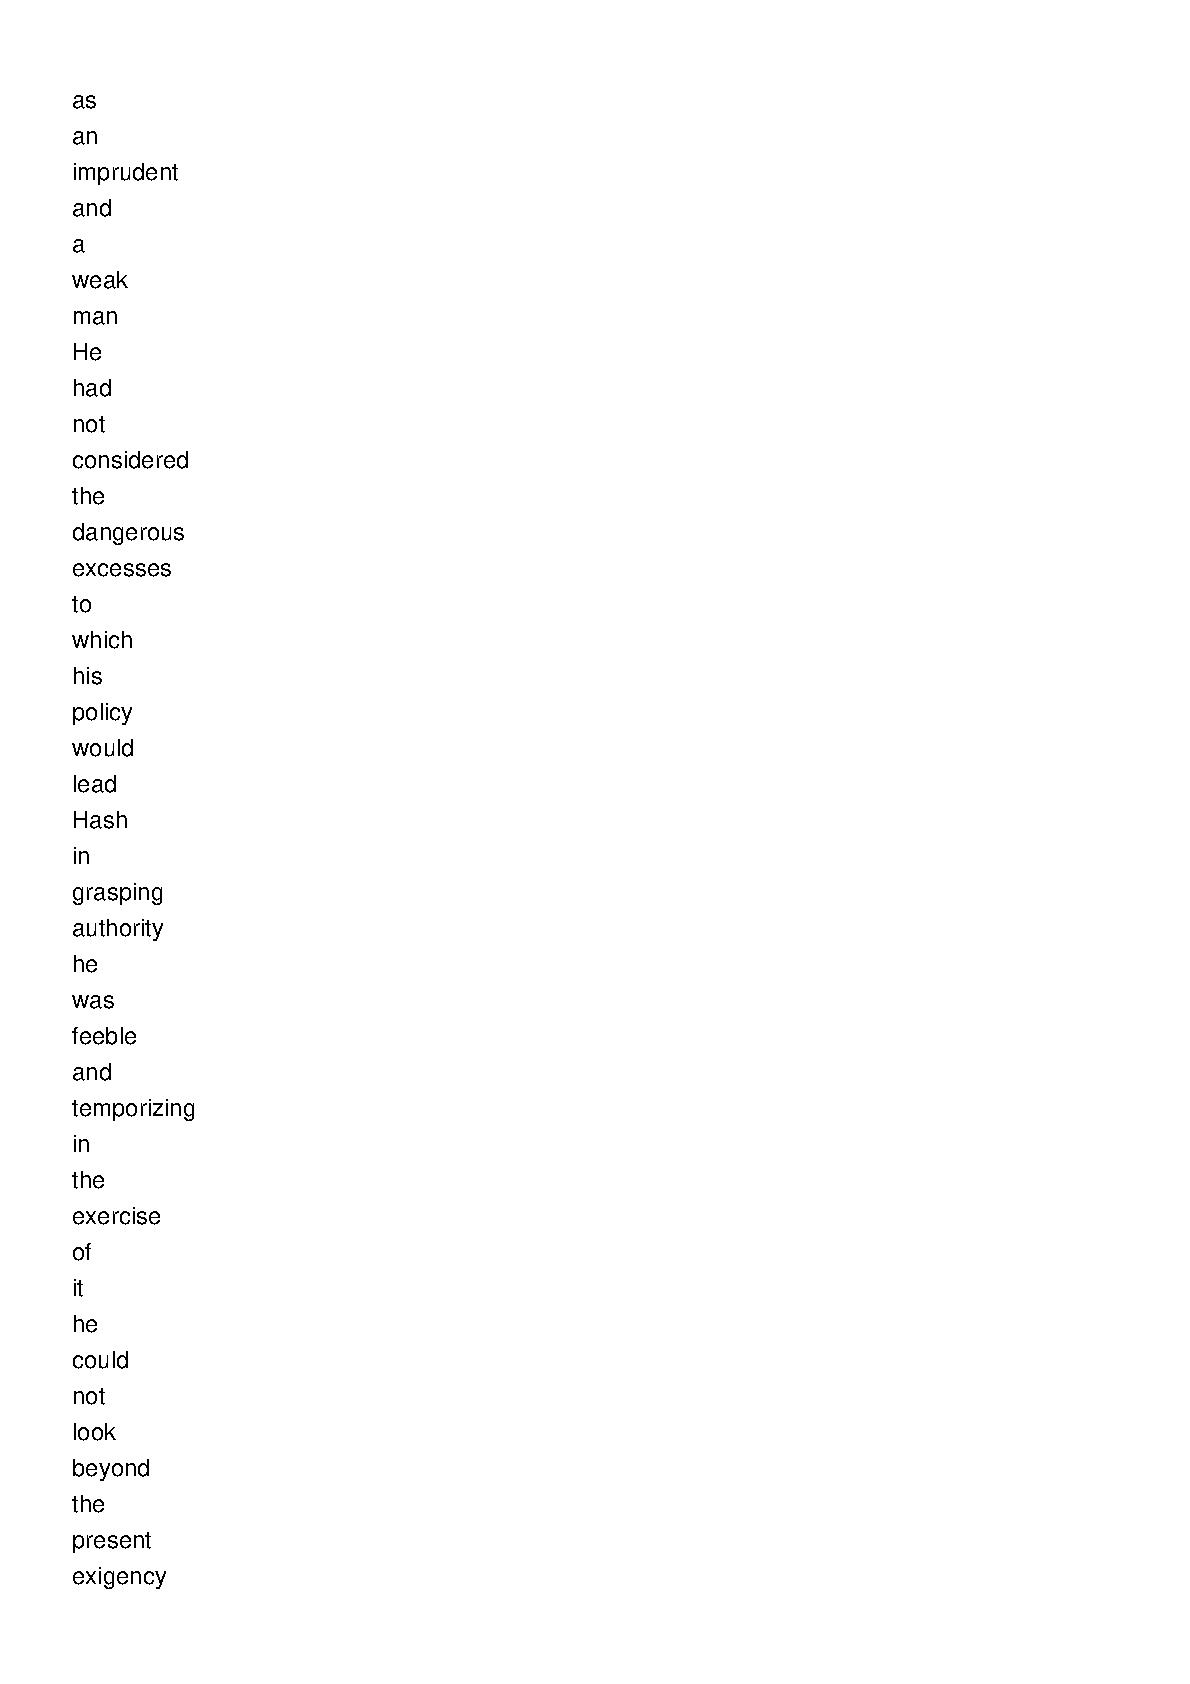 as
an
imprudent
and
a
weak
man
He
had
not
considered
the
dangerous
excesses
to
which
his
policy
would
lead
Hash
in
grasping
authority
he
was
feeble
and
temporizing
in
the
exercise
of
it
he
could
not
look
beyond
the
present
exigency